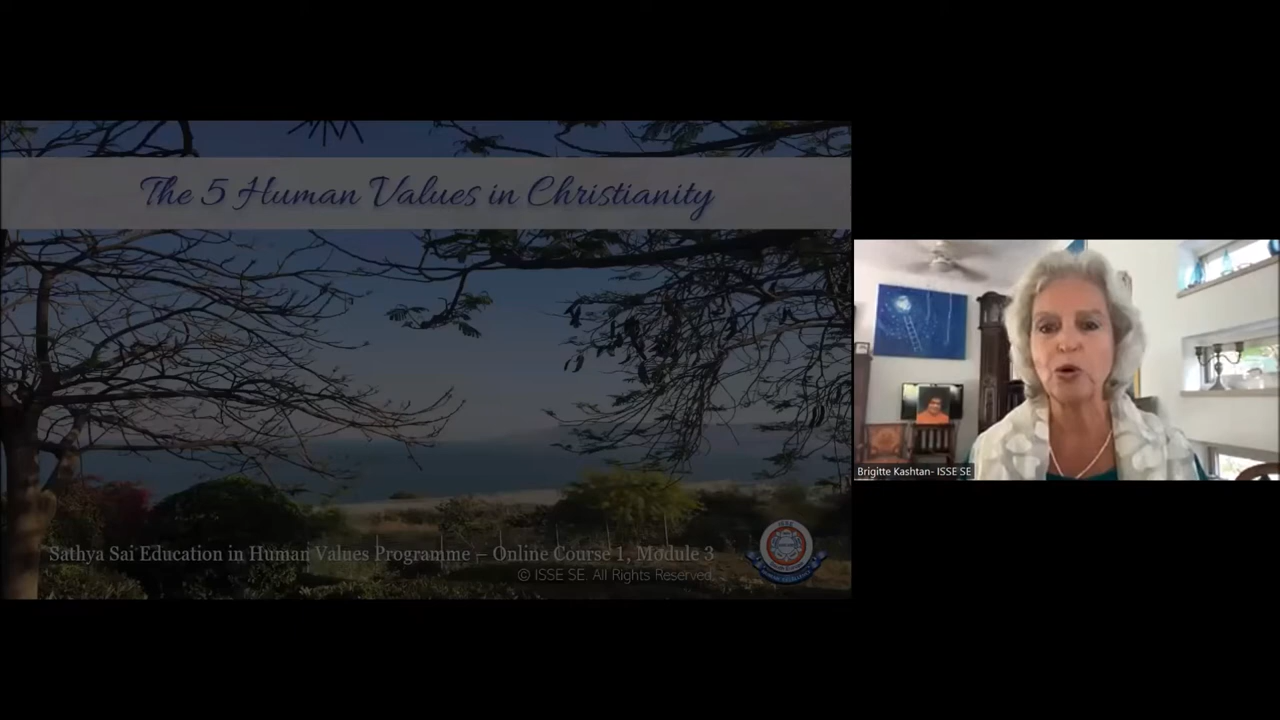 The 5 Human Values in Christianity
Sathya Sai Education in Human Values Programme – Online Course 1, Module 3
© ISSE SE. All Rights Reserved.
Brigitte Kashtan- ISSE SE